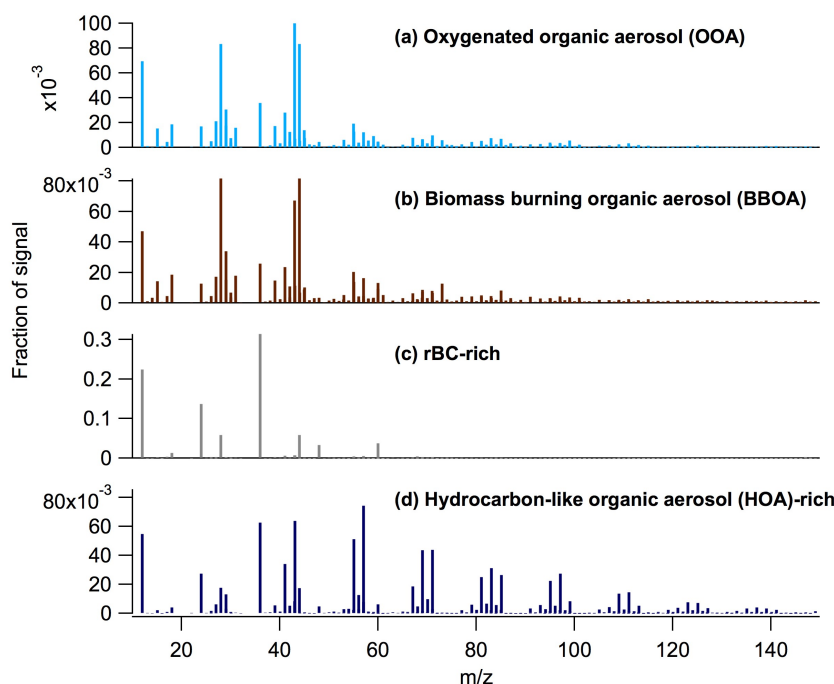 Fraction of signal
x10⁻³
100
80
60
40
20
0
(a) Oxygenated organic aerosol (OOA)
80x10⁻³
60
40
20
0
(b) Biomass burning organic aerosol (BBOA)
0.3
0.2
0.1
0
(c) rBC-rich
80x10⁻³
60
40
20
0
(d) Hydrocarbon-like organic aerosol (HOA)-rich
20 40 60 80 100 120 140
m/z